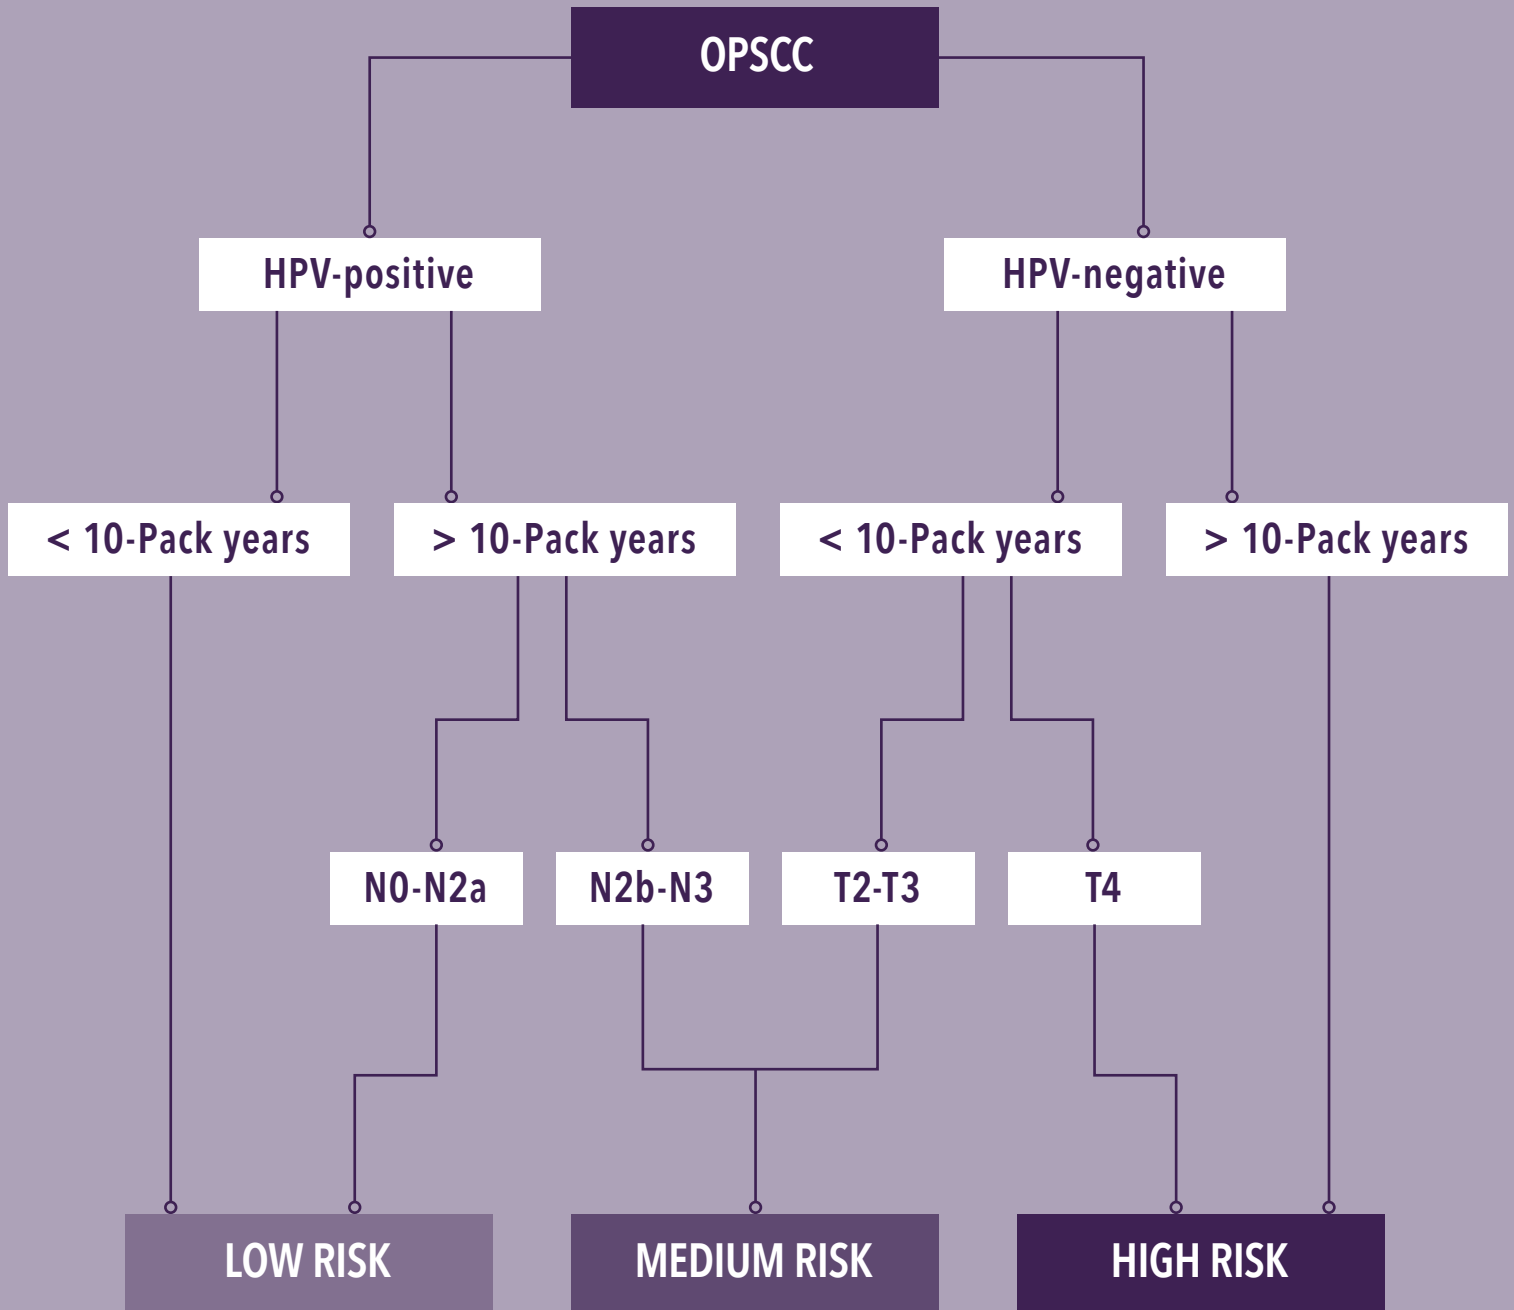 OPSCC
HPV-positive
HPV-negative
< 10-Pack years
> 10-Pack years
< 10-Pack years
> 10-Pack years
N0-N2a
N2b-N3
T2-T3
T4
LOW RISK
MEDIUM RISK
HIGH RISK